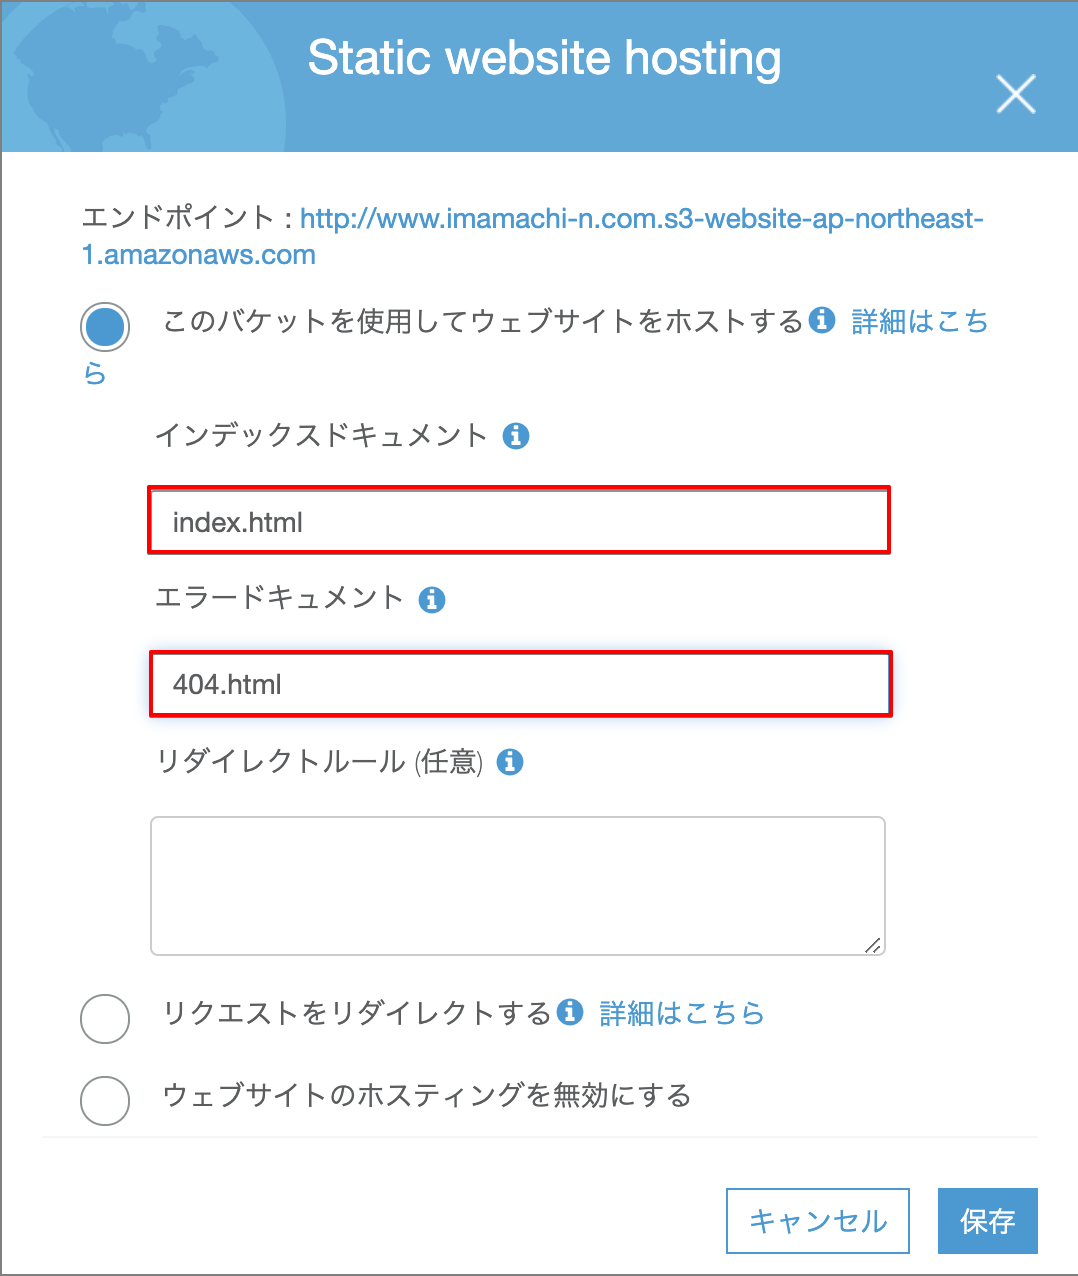 Static website hosting
エンドポイント : http://www.imamachi-n.com.s3-website-ap-northeast-
1.amazonaws.com
このバケットを使用してウェブサイトをホストする 詳細はこち
ら
インデックスドキュメント
index.html
エラードキュメント
404.html
リダイレクトルール (任意)
リクエストをリダイレクトする 詳細はこちら
ウェブサイトのホスティングを無効にする
キャンセル 保存